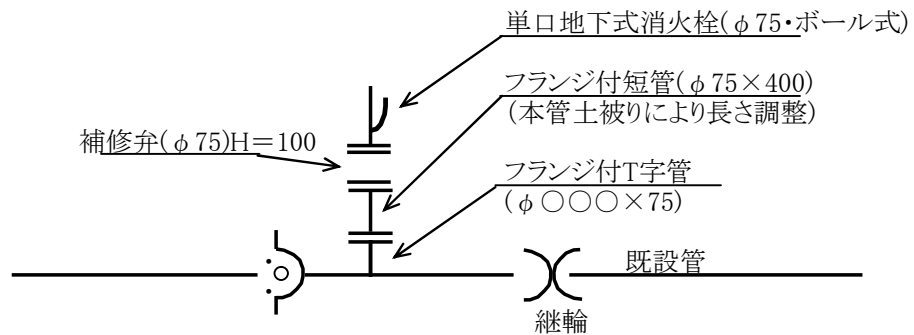 単口地下式消火栓(φ75・ボール式)
フランジ付短管(φ75×400)
(本管土被りにより長さ調整)
補修弁(φ75)H＝100
フランジ付T字管
(φ○○○×75)
既設管
継輪